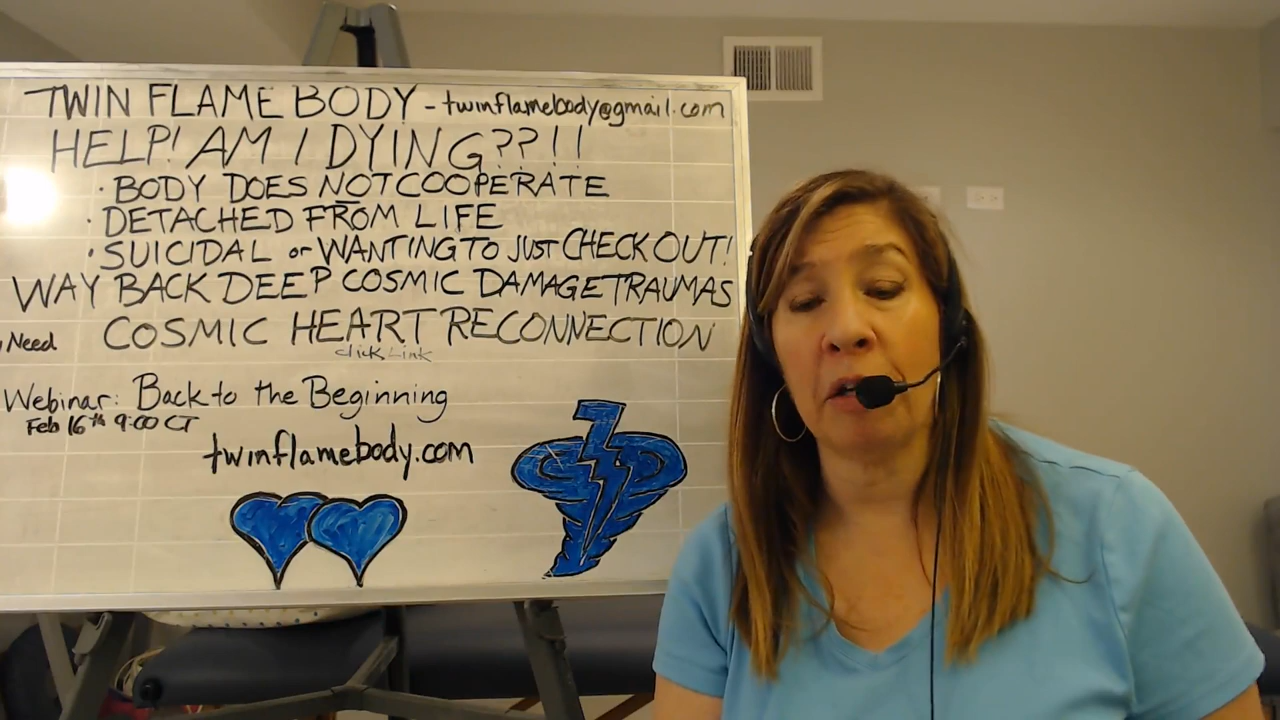 TWIN FLAME BODY - twinflamebody@gmail.com
HELP! AM I DYING??!!
· BODY DOES NOT COOPERATE
· DETACHED FROM LIFE
· SUICIDAL or WANTING TO JUST CHECK OUT!
WAY BACK DEEP COSMIC DAMAGE TRAUMAS
Need COSMIC HEART RECONNECTION
click Link
Webinar: Back to the Beginning
Feb 16th 9:00 CT
twinflamebody.com